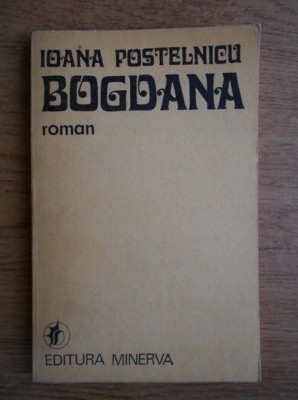 IOANA POSTELNICU
BOGDANA
roman
EDITURA MINERVA